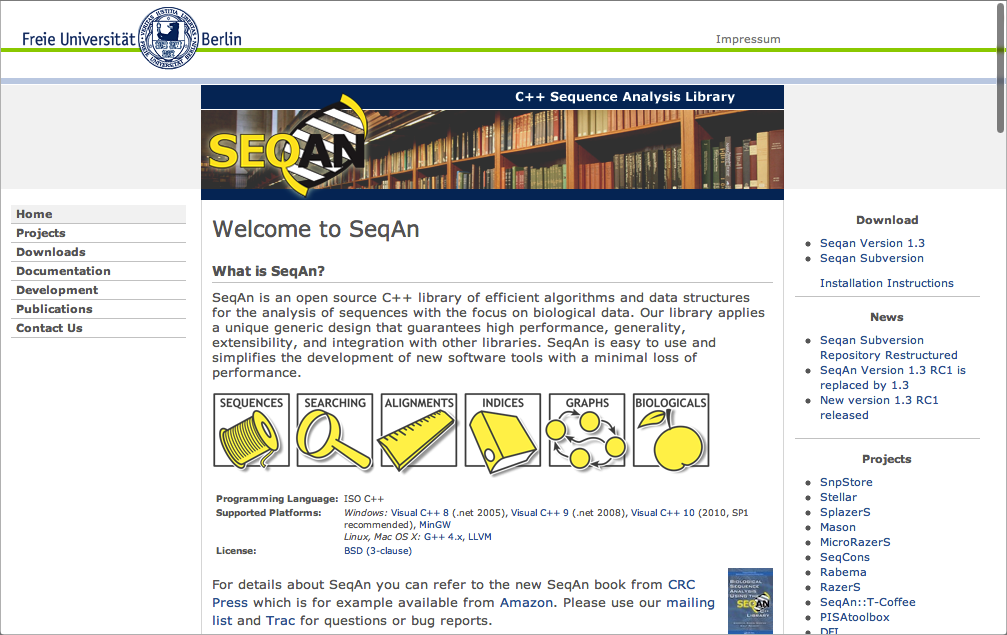 Freie Universität Berlin
Impressum
C++ Sequence Analysis Library
SEQAN
Home
Projects
Downloads
Documentation
Development
Publications
Contact Us
Welcome to SeqAn
What is SeqAn?
SeqAn is an open source C++ library of efficient algorithms and data structures
for the analysis of sequences with the focus on biological data. Our library applies
a unique generic design that guarantees high performance, generality,
extensibility, and integration with other libraries. SeqAn is easy to use and
simplifies the development of new software tools with a minimal loss of
performance.
SEQUENCES SEARCHING ALIGNMENTS INDICES GRAPHS BIOLOGICALS
Programming Language: ISO C++
Supported Platforms: Windows: Visual C++ 8 (.net 2005), Visual C++ 9 (.net 2008), Visual C++ 10 (2010, SP1
recommended), MinGW
Linux, Mac OS X: G++ 4.x, LLVM
License: BSD (3-clause)
For details about SeqAn you can refer to the new SeqAn book from CRC
Press which is for example available from Amazon. Please use our mailing
list and Trac for questions or bug reports.
BIOLOGICAL
SEQUENCE
ANALYSIS
USING THE
SEQAN
LIBRARY
Download
Seqan Version 1.3
Seqan Subversion
Installation Instructions
News
Seqan Subversion
Repository Restructured
SeqAn Version 1.3 RC1 is
replaced by 1.3
New version 1.3 RC1
released
Projects
SnpStore
Stellar
SplazerS
Mason
MicroRazerS
SeqCons
Rabema
RazerS
SeqAn::T-Coffee
PISAtoolbox